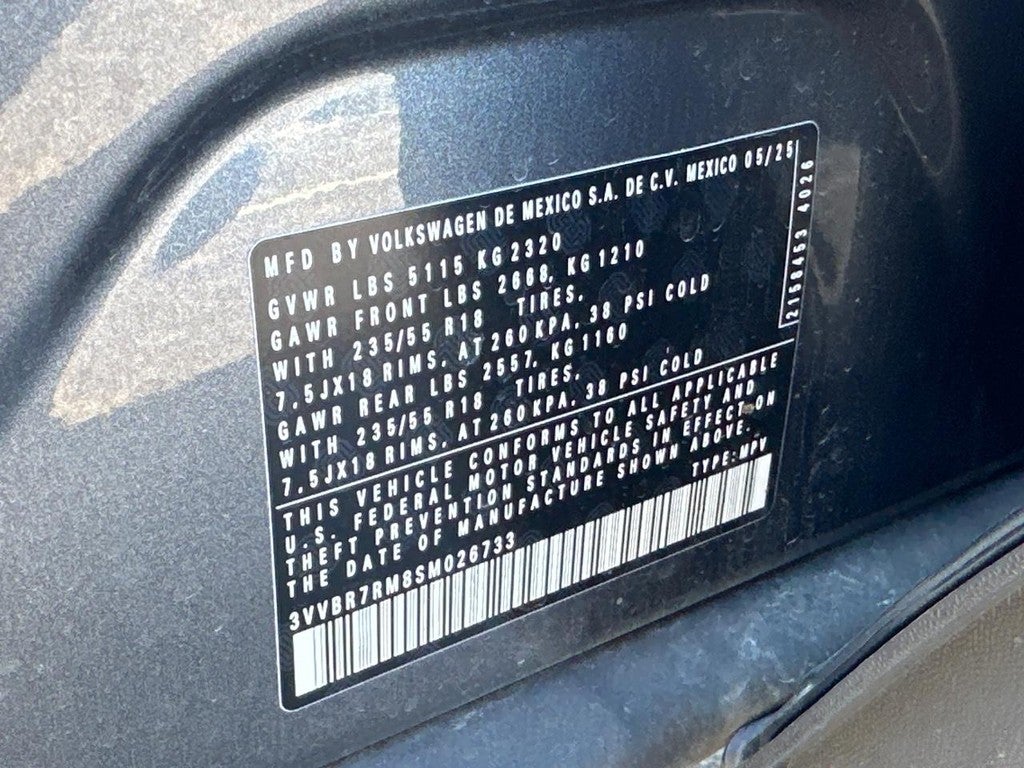 MFD BY VOLKSWAGEN DE MEXICO S.A. DE C.V. MEXICO 05/25
GVWR LBS 5115 KG 2320
GAWR FRONT LBS 2668, KG 1210
WITH 235/55 R18 TIRES,
7.5JX18 RIMS, AT 260 KPA, 38 PSI COLD
GAWR REAR LBS 2557, KG 1160
WITH 235/55 R18 TIRES,
7.5JX18 RIMS, AT 260 KPA, 38 PSI COLD
THIS VEHICLE CONFORMS TO ALL APPLICABLE
U.S. FEDERAL MOTOR VEHICLE SAFETY AND
THEFT PREVENTION STANDARDS IN EFFECT ON
THE DATE OF MANUFACTURE SHOWN ABOVE.
3VVBR7RM8SM026733 TYPE:MPV
2158453 4026